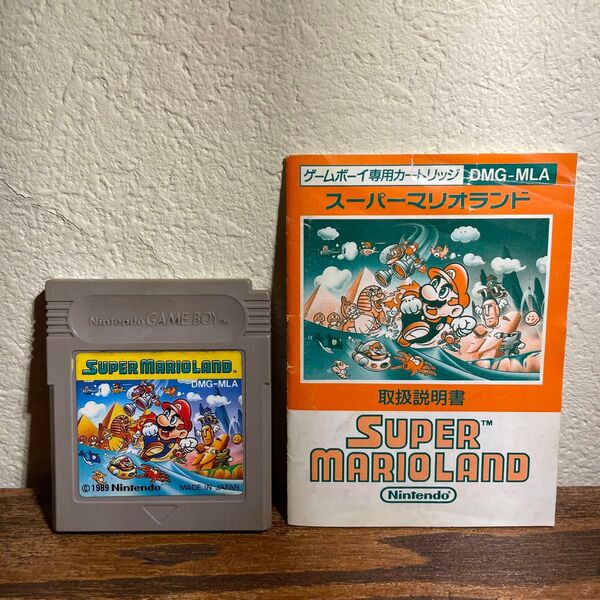 Nintendo GAME BOY TM
SUPER MARIOLAND
DMG-MLA
©1989 Nintendo
MADE IN JAPAN
ゲームボーイ専用カートリッジ DMG-MLA
スーパーマリオランド
取扱説明書
SUPER™
MARIOLAND
Nintendo®